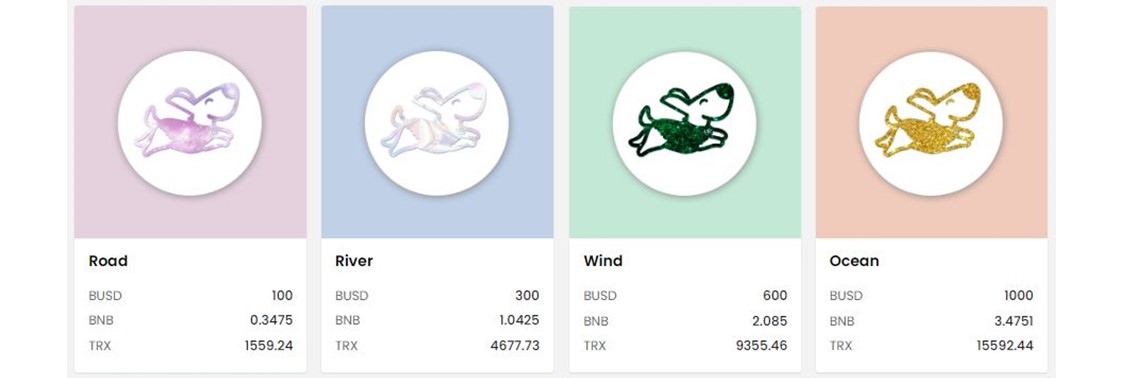 Road
BUSD 100
BNB 0.3475
TRX 1559.24
River
BUSD 300
BNB 1.0425
TRX 4677.73
Wind
BUSD 600
BNB 2.085
TRX 9355.46
Ocean
BUSD 1000
BNB 3.4751
TRX 15592.44